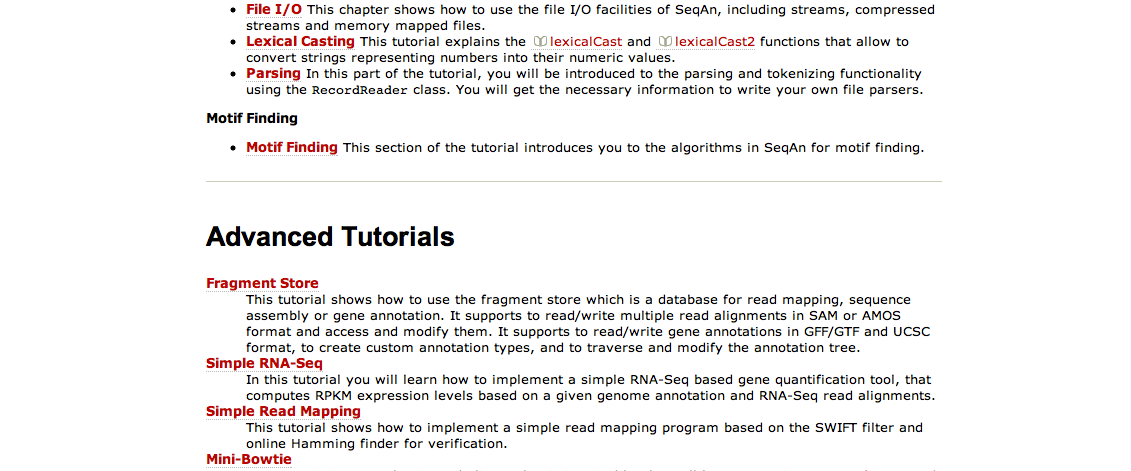 • File I/O This chapter shows how to use the file I/O facilities of SeqAn, including streams, compressed
streams and memory mapped files.
• Lexical Casting This tutorial explains the lexicalCast and lexicalCast2 functions that allow to
convert strings representing numbers into their numeric values.
• Parsing In this part of the tutorial, you will be introduced to the parsing and tokenizing functionality
using the RecordReader class. You will get the necessary information to write your own file parsers.
Motif Finding
• Motif Finding This section of the tutorial introduces you to the algorithms in SeqAn for motif finding.
Advanced Tutorials
Fragment Store
This tutorial shows how to use the fragment store which is a database for read mapping, sequence
assembly or gene annotation. It supports to read/write multiple read alignments in SAM or AMOS
format and access and modify them. It supports to read/write gene annotations in GFF/GTF and UCSC
format, to create custom annotation types, and to traverse and modify the annotation tree.
Simple RNA-Seq
In this tutorial you will learn how to implement a simple RNA-Seq based gene quantification tool, that
computes RPKM expression levels based on a given genome annotation and RNA-Seq read alignments.
Simple Read Mapping
This tutorial shows how to implement a simple read mapping program based on the SWIFT filter and
online Hamming finder for verification.
Mini-Bowtie